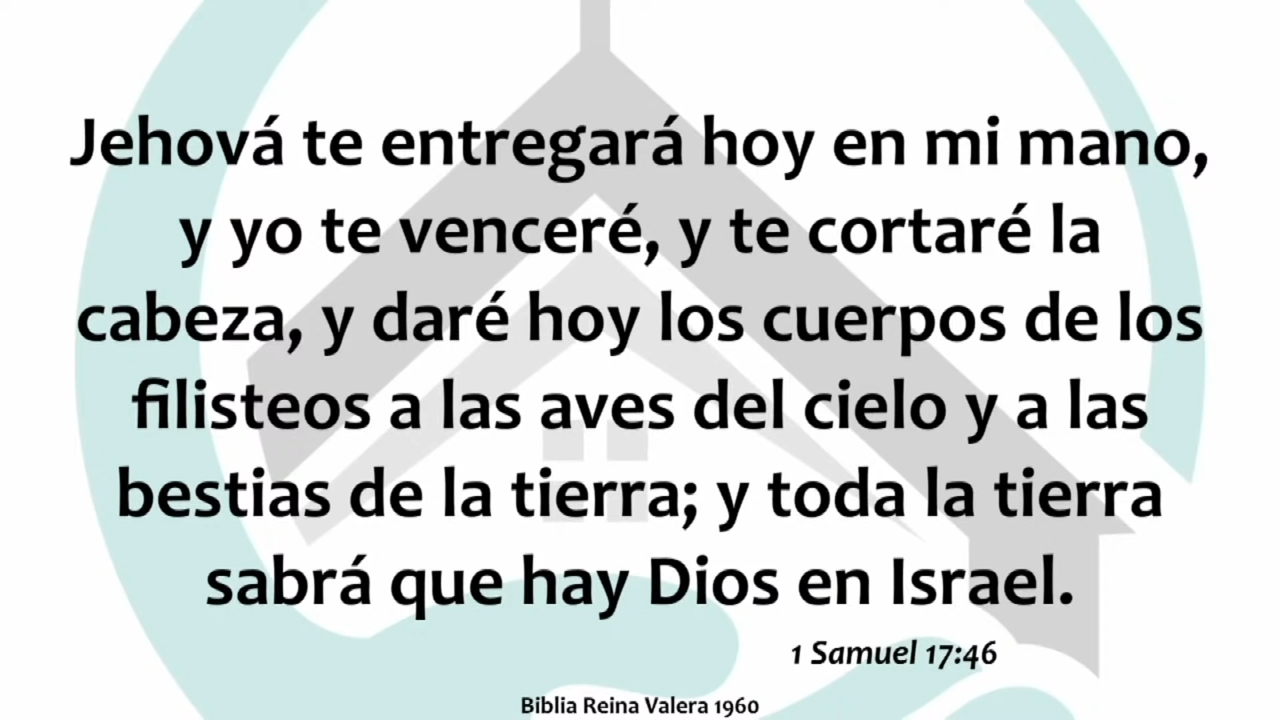 Jehová te entregará hoy en mi mano,
y yo te venceré, y te cortaré la
cabeza, y daré hoy los cuerpos de los
filisteos a las aves del cielo y a las
bestias de la tierra; y toda la tierra
sabrá que hay Dios en Israel.
1 Samuel 17:46
Biblia Reina Valera 1960